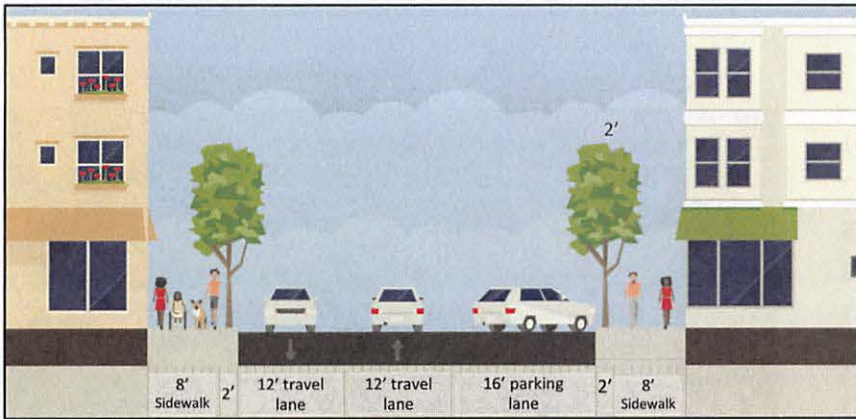 2’
8’
Sidewalk
2’
12’ travel
lane
12’ travel
lane
16’ parking
lane
2’
8’
Sidewalk